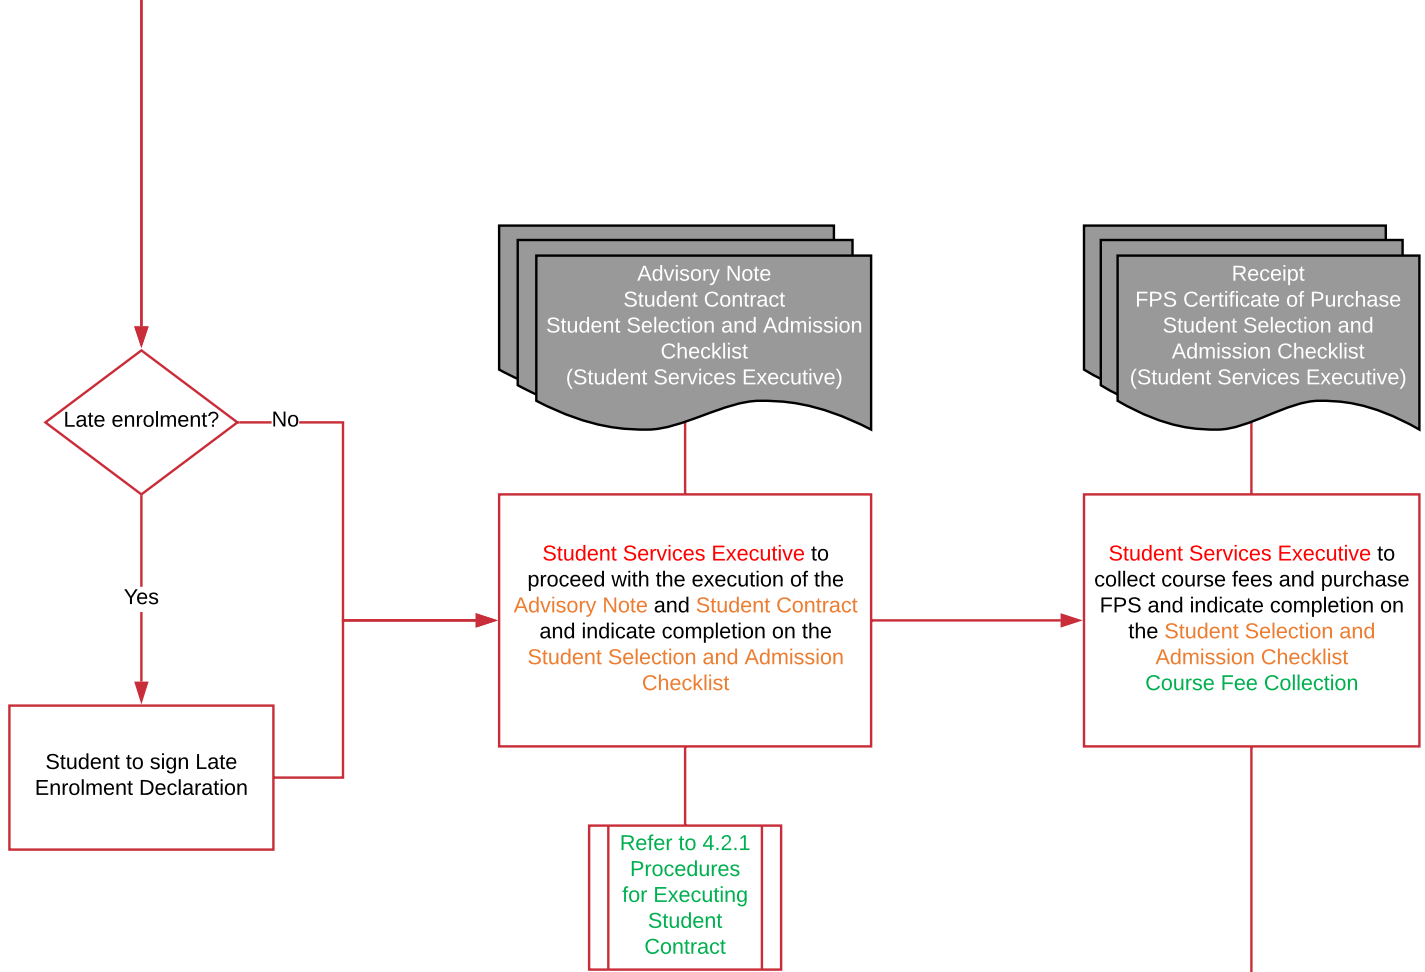 Advisory Note
Student Contract
Student Selection and Admission
Checklist
(Student Services Executive)
Receipt
FPS Certificate of Purchase
Student Selection and
Admission Checklist
(Student Services Executive)
Late enrolment?
No
Yes
Student to sign Late
Enrolment Declaration
Student Services Executive to
proceed with the execution of the
Advisory Note and Student Contract
and indicate completion on the
Student Selection and Admission
Checklist
Student Services Executive to
collect course fees and purchase
FPS and indicate completion on
the Student Selection and
Admission Checklist
Course Fee Collection
Refer to 4.2.1
Procedures
for Executing
Student
Contract